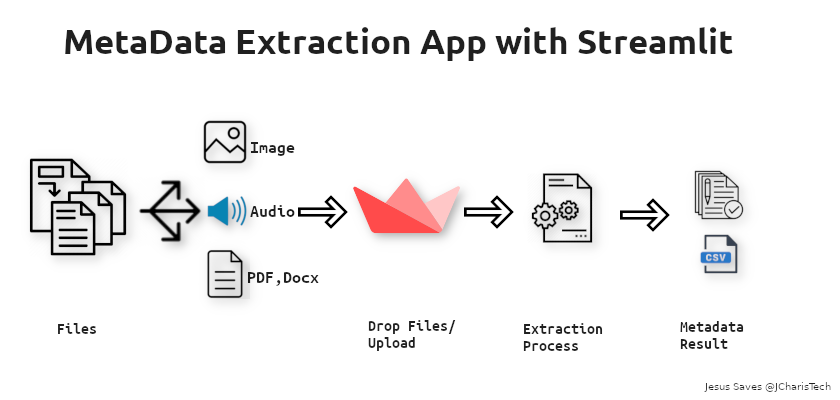 MetaData Extraction App with Streamlit
Image
Audio
PDF,Docx
CSV
Files
Drop Files/
Upload
Extraction
Process
Metadata
Result
Jesus Saves @JCharisTech